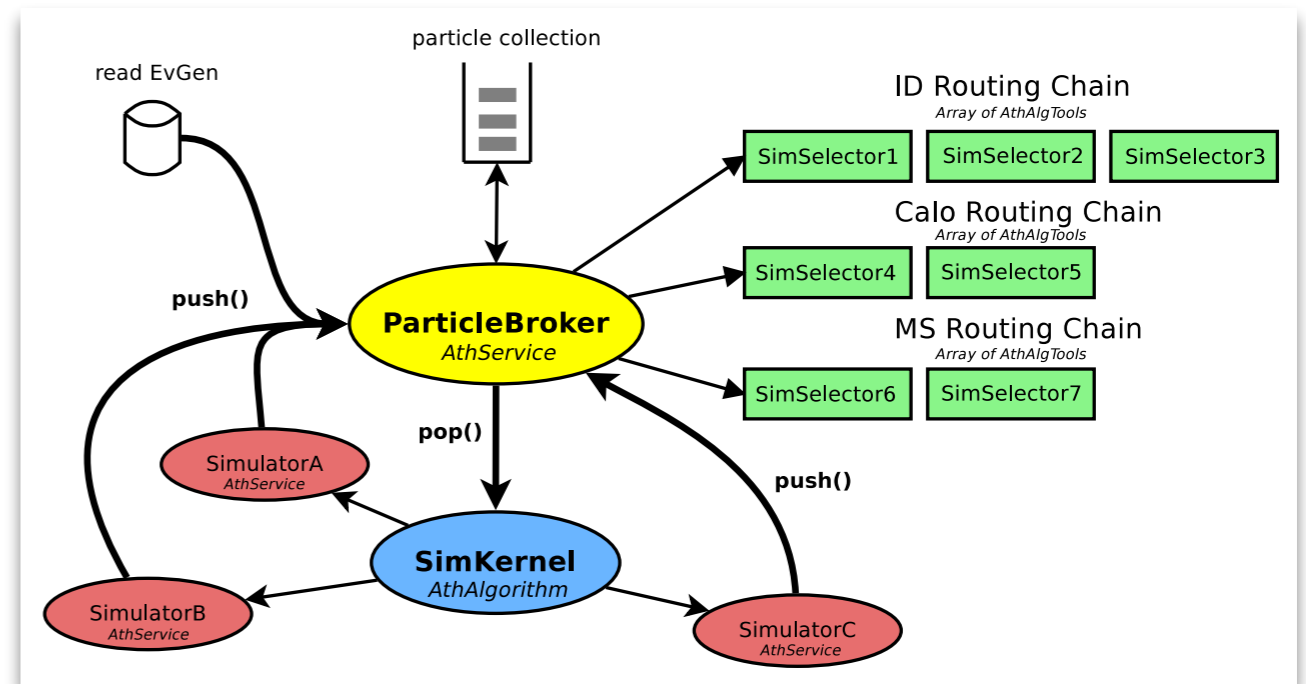 particle collection
read EvGen
ID Routing Chain
Array of AthAlgTools
SimSelector1
SimSelector2
SimSelector3
Calo Routing Chain
Array of AthAlgTools
SimSelector4
SimSelector5
push()
ParticleBroker
AthService
MS Routing Chain
Array of AthAlgTools
SimSelector6
SimSelector7
pop()
SimulatorA
AthService
push()
SimKernel
AthAlgorithm
SimulatorB
AthService
SimulatorC
AthService